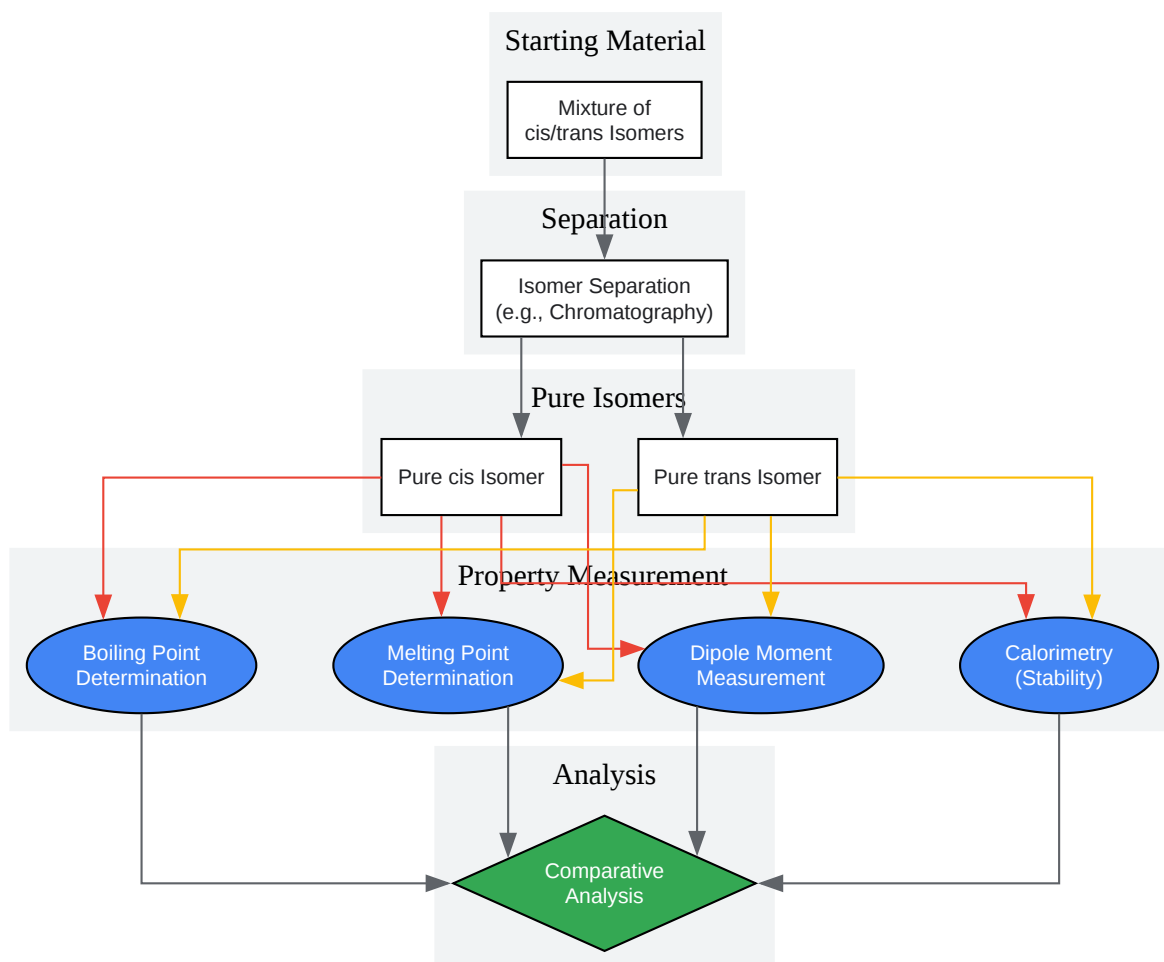 Starting Material
Mixture of
cis/trans Isomers
Separation
Isomer Separation
(e.g., Chromatography)
Pure Isomers
Pure cis Isomer
Pure trans Isomer
Property Measurement
Boiling Point
Determination
Melting Point
Determination
Dipole Moment
Measurement
Calorimetry
(Stability)
Analysis
Comparative
Analysis